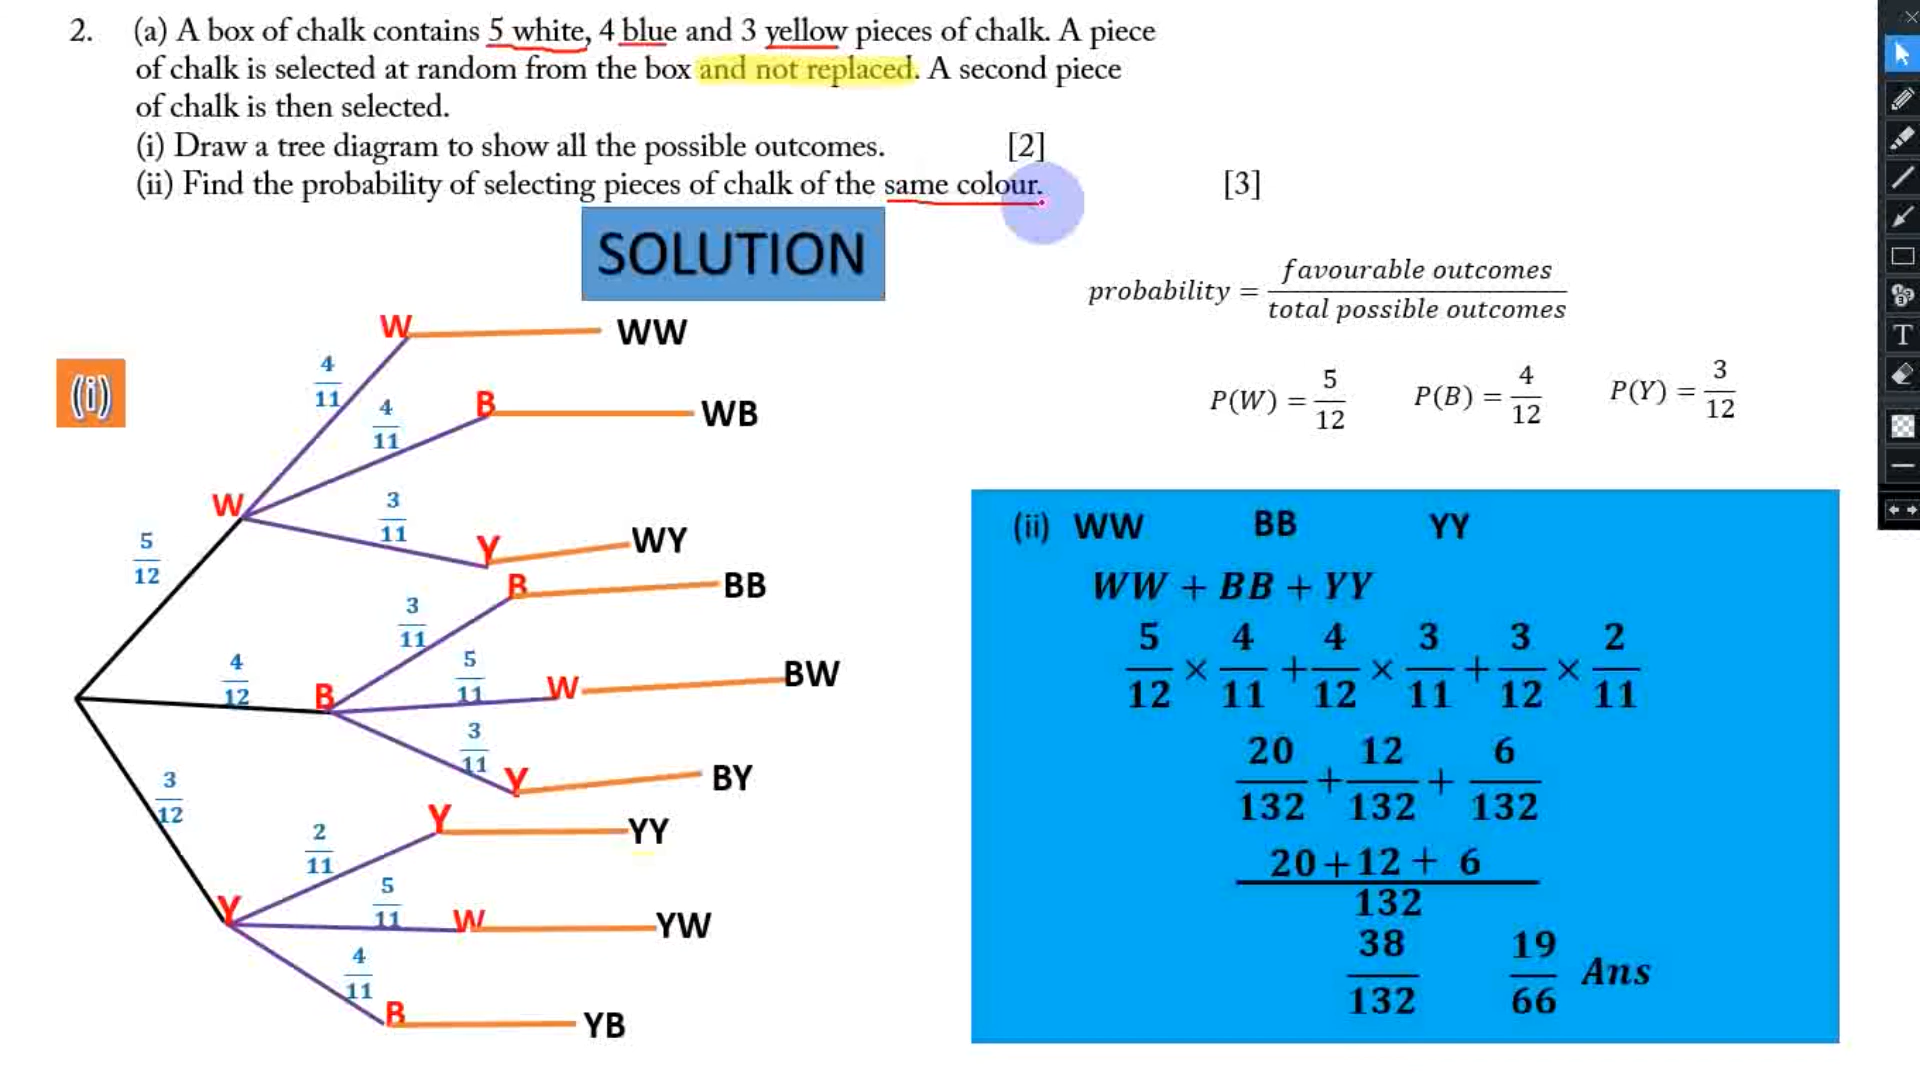 2. (a) A box of chalk contains 5 white, 4 blue and 3 yellow pieces of chalk. A piece
of chalk is selected at random from the box and not replaced. A second piece
of chalk is then selected.
(i) Draw a tree diagram to show all the possible outcomes. [2]
(ii) Find the probability of selecting pieces of chalk of the same colour. [3]
SOLUTION
probability = favourable outcomes / total possible outcomes
P(W) = 5/12 P(B) = 4/12 P(Y) = 3/12
(i)
5/12 W
4/11 W WW
4/11 B WB
3/11 Y WY
4/12 B
3/11 B BB
5/11 W BW
3/11 Y BY
3/12 Y
2/11 Y YY
5/11 W YW
4/11 B YB
(ii) WW BB YY
WW + BB + YY
5/12 × 4/11 + 4/12 × 3/11 + 3/12 × 2/11
20/132 + 12/132 + 6/132
20 + 12 + 6
132
38/132 19/66 Ans
T